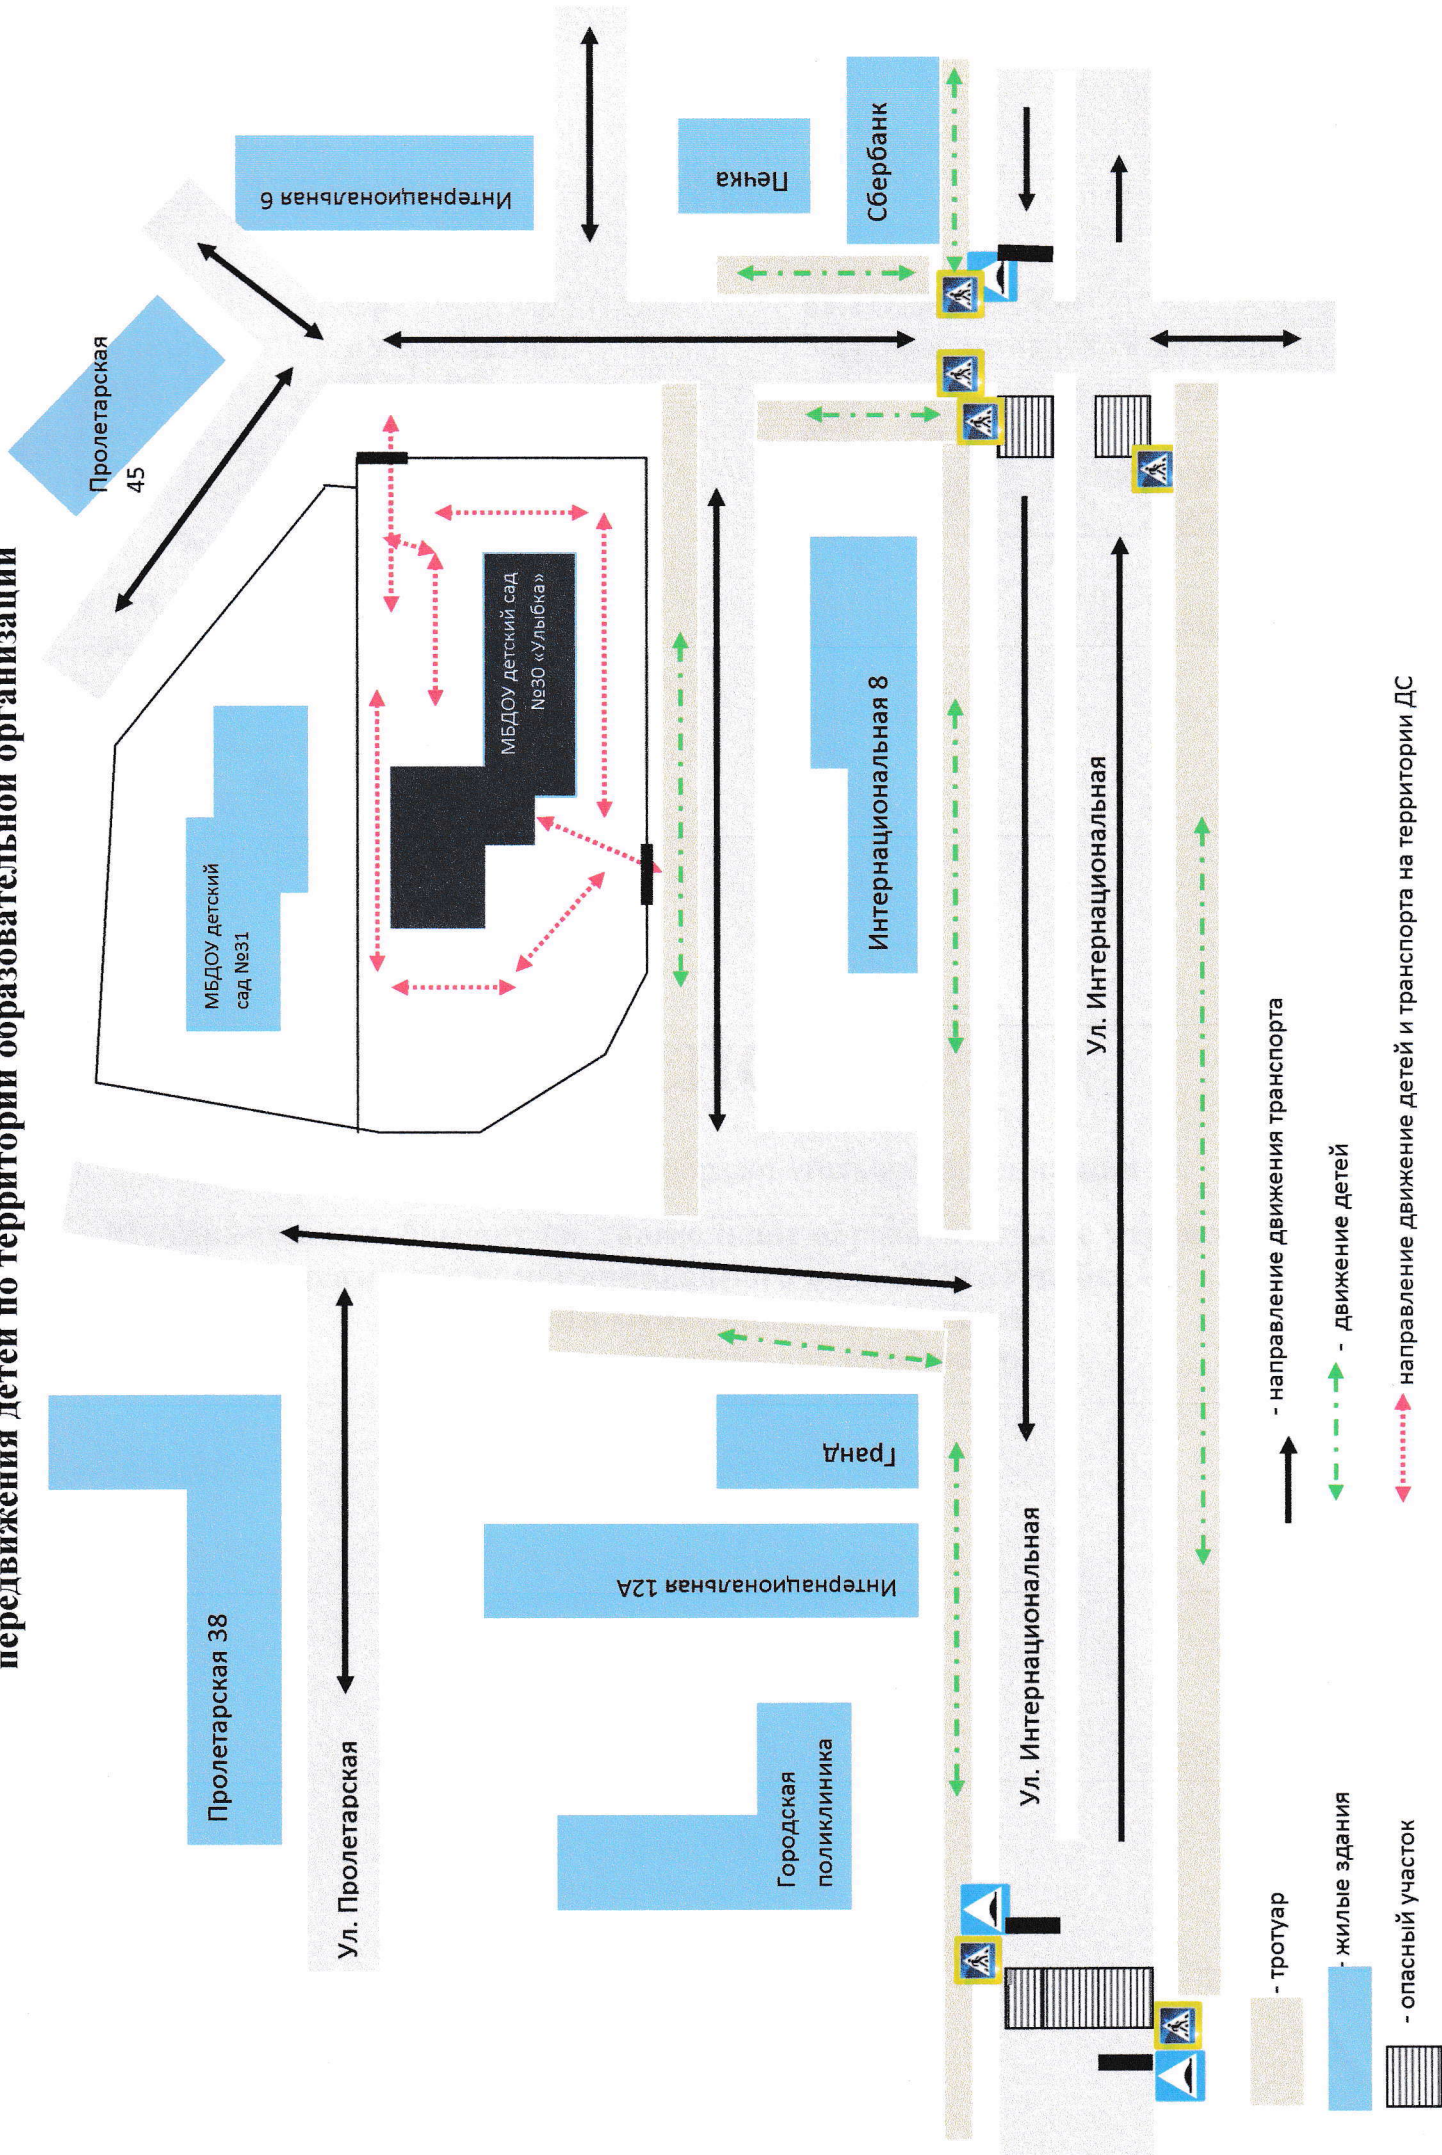 передвижения детей по территории образовательной организации
Пролетарская 38
Ул. Пролетарская
Городская
поликлиника
Интернациональная 12А
Гранд
МБДОУ детский
сад №31
МБДОУ детский сад
№30 «Улыбка»
Пролетарская
45
Интернациональная 6
Печка
Сбербанк
Интернациональная 8
Ул. Интернациональная
Ул. Интернациональная
- тротуар
- жилые здания
- опасный участок
- направление движения транспорта
- движение детей
направление движение детей и транспорта на территории ДС